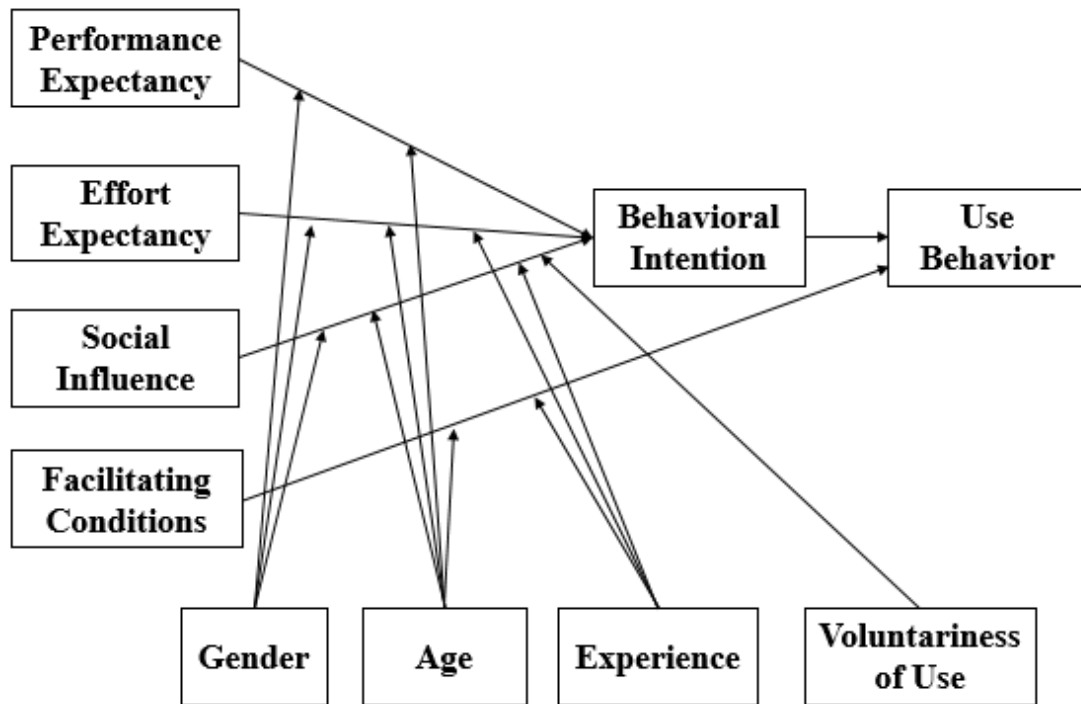 Performance
Expectancy
Effort
Expectancy
Social
Influence
Facilitating
Conditions
Behavioral
Intention
Use
Behavior
Gender
Age
Experience
Voluntariness
of Use